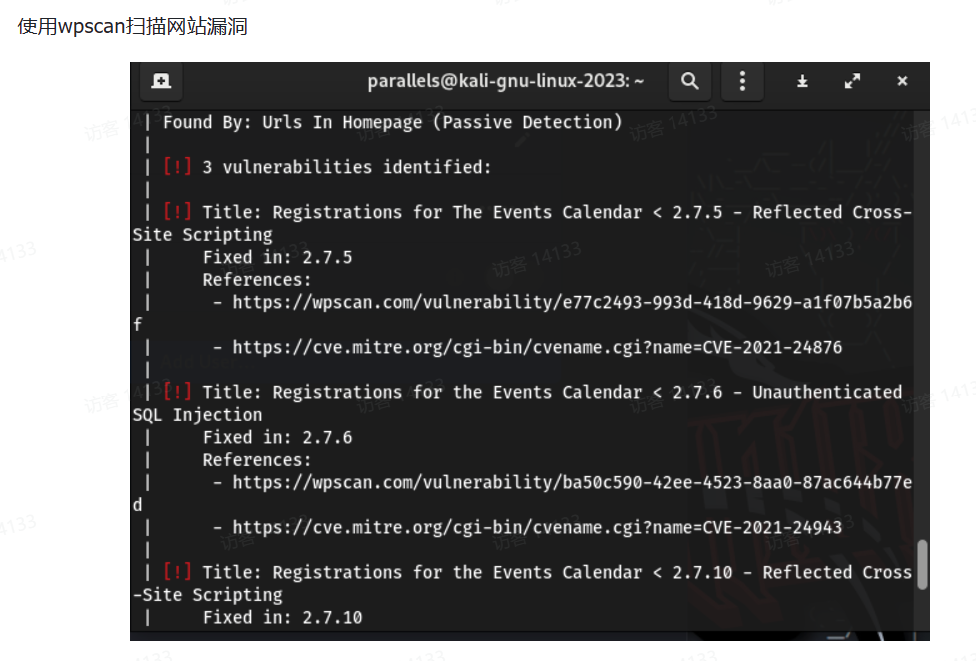 使用wpscan扫描网站漏洞
parallels@kali-gnu-linux-2023: ~
| Found By: Urls In Homepage (Passive Detection)
|
| [!] 3 vulnerabilities identified:
|
| [!] Title: Registrations for The Events Calendar < 2.7.5 - Reflected Cross-
Site Scripting
|     Fixed in: 2.7.5
|     References:
|      - https://wpscan.com/vulnerability/e77c2493-993d-418d-9629-a1f07b5a2b6
f
|      - https://cve.mitre.org/cgi-bin/cvename.cgi?name=CVE-2021-24876
|
| [!] Title: Registrations for the Events Calendar < 2.7.6 - Unauthenticated
SQL Injection
|     Fixed in: 2.7.6
|     References:
|      - https://wpscan.com/vulnerability/ba50c590-42ee-4523-8aa0-87ac644b77e
d
|      - https://cve.mitre.org/cgi-bin/cvename.cgi?name=CVE-2021-24943
|
| [!] Title: Registrations for the Events Calendar < 2.7.10 - Reflected Cross
-Site Scripting
|     Fixed in: 2.7.10
访客 14133